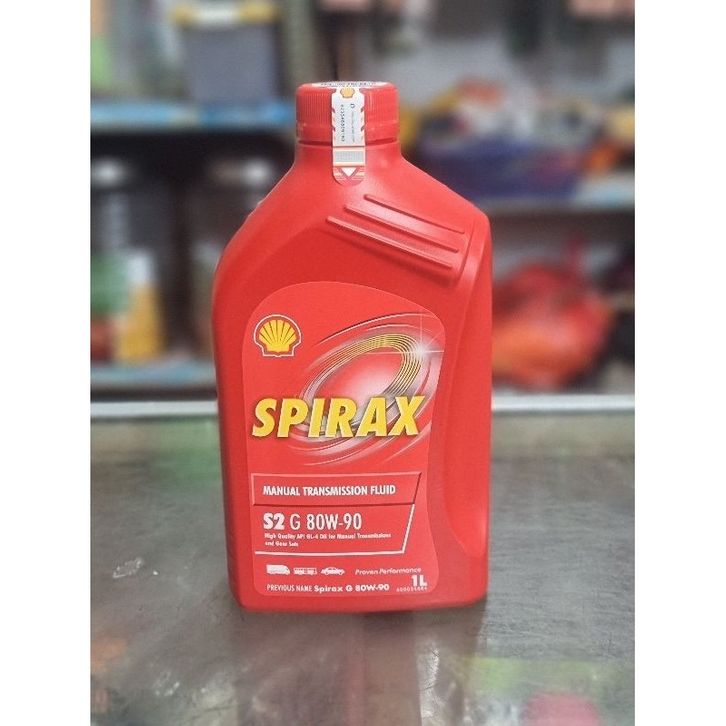 SPIRAX
MANUAL TRANSMISSION FLUID
S2 G 80W-90
High Quality API GL-4 Oil for Manual Transmissions
and Gear Sets
Proven Performance
1L
PREVIOUS NAME Spirax G 80W-90